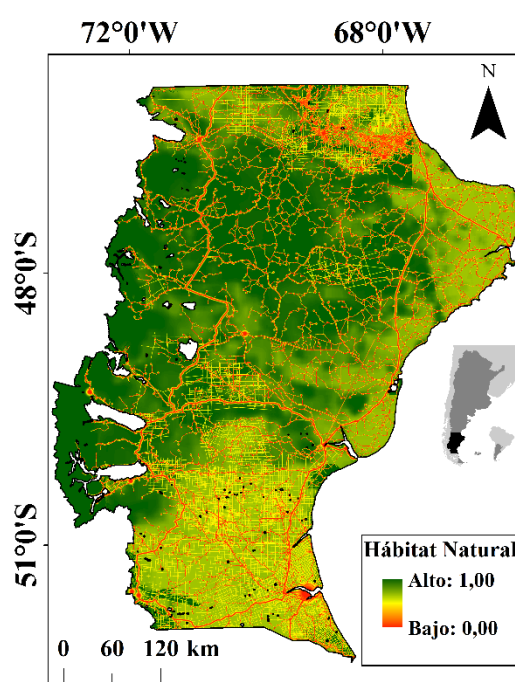 72°0'W 68°0'W
N
48°0'S
51°0'S
Hábitat Natural
Alto: 1,00
Bajo: 0,00
0 60 120 km